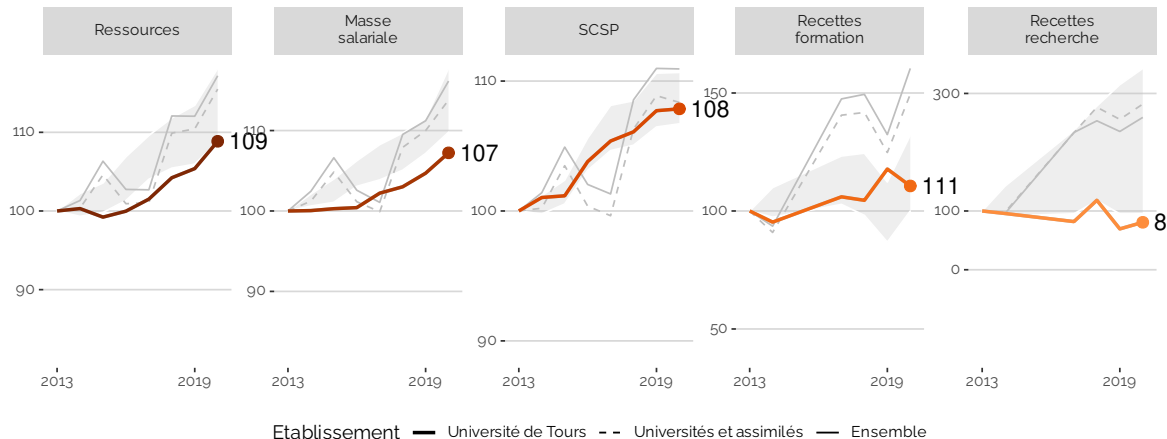 Ressources
Masse
salariale
SCSP
Recettes
formation
Recettes
recherche
110
100
90
109
2013
2019
110
100
90
107
2013
2019
110
100
90
108
2013
2019
150
100
50
111
2013
2019
300
100
0
8
2013
2019
Etablissement
Université de Tours
Universités et assimilés
Ensemble